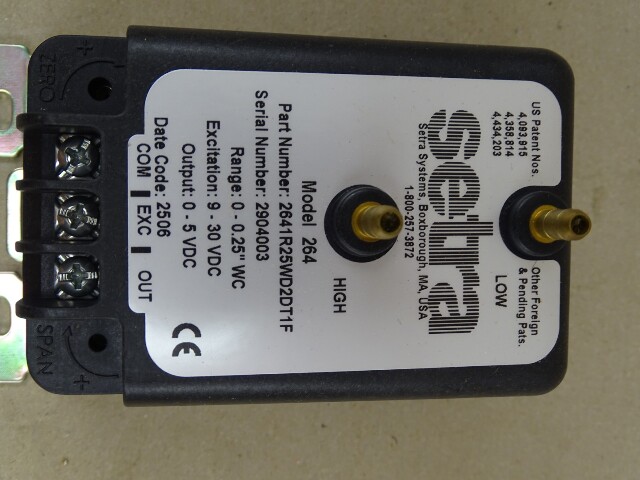 US Patent Nos.
4,093,915
4,358,814
4,434,203
Other Foreign
& Pending Pats.
LOW
setra
Setra Systems, Boxborough, MA, USA
1-800-257-3872
HIGH
Model 264
Part Number: 2641R25WD2DT1F
Serial Number: 2904003
Range: 0 - 0.25" WC
Excitation: 9 - 30 VDC
Output: 0 - 5 VDC
Date Code: 2506
CE
COM EXC OUT
ZERO - +
SPAN - +